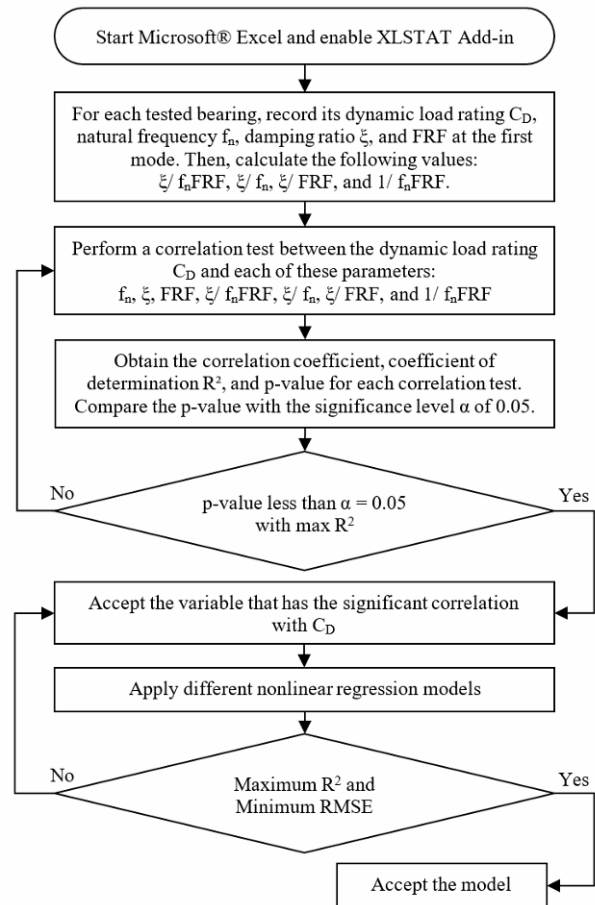 Start Microsoft® Excel and enable XLSTAT Add-in
For each tested bearing, record its dynamic load rating C_D,
natural frequency f_n, damping ratio ξ, and FRF at the first
mode. Then, calculate the following values:
ξ/ f_nFRF, ξ/ f_n, ξ/ FRF, and 1/ f_nFRF.
Perform a correlation test between the dynamic load rating
C_D and each of these parameters:
f_n, ξ, FRF, ξ/ f_nFRF, ξ/ f_n, ξ/ FRF, and 1/ f_nFRF
Obtain the correlation coefficient, coefficient of
determination R², and p-value for each correlation test.
Compare the p-value with the significance level α of 0.05.
No
Yes
p-value less than α = 0.05
with max R²
Accept the variable that has the significant correlation
with C_D
Apply different nonlinear regression models
No
Yes
Maximum R² and
Minimum RMSE
Accept the model